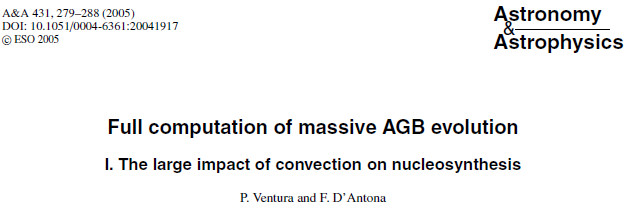 A&A 431, 279–288 (2005)
DOI: 10.1051/0004-6361:20041917
© ESO 2005
Astronomy
&
Astrophysics
Full computation of massive AGB evolution
I. The large impact of convection on nucleosynthesis
P. Ventura and F. D'Antona